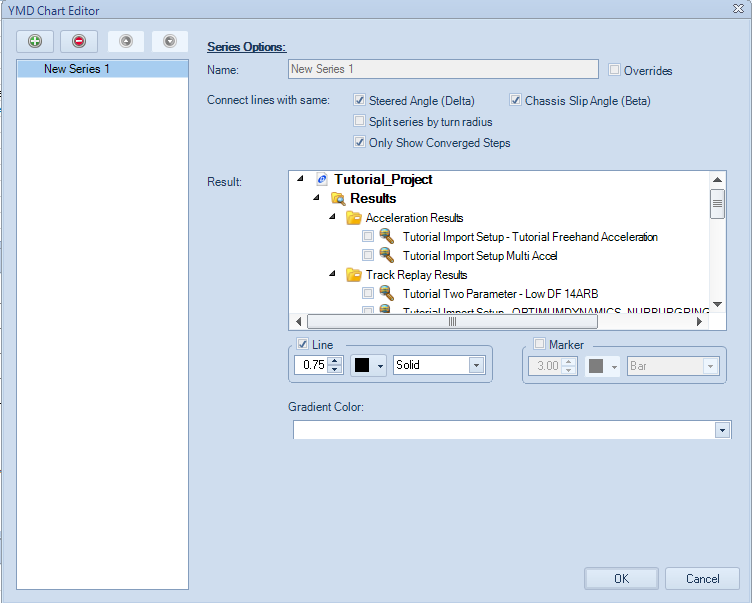 YMD Chart Editor
New Series 1
Series Options:
Name:
New Series 1
Overrides
Connect lines with same:
Steered Angle (Delta)
Chassis Slip Angle (Beta)
Split series by turn radius
Only Show Converged Steps
Result:
Tutorial_Project
Results
Acceleration Results
Tutorial Import Setup - Tutorial Freehand Acceleration
Tutorial Import Setup Multi Accel
Track Replay Results
Tutorial Two Parameter - Low DF 14ARB
Tutorial Import Setup - OPTIMUMDYNAMICS_NURBURGRING
Line
Marker
0.75
Solid
3.00
Bar
Gradient Color:
OK
Cancel